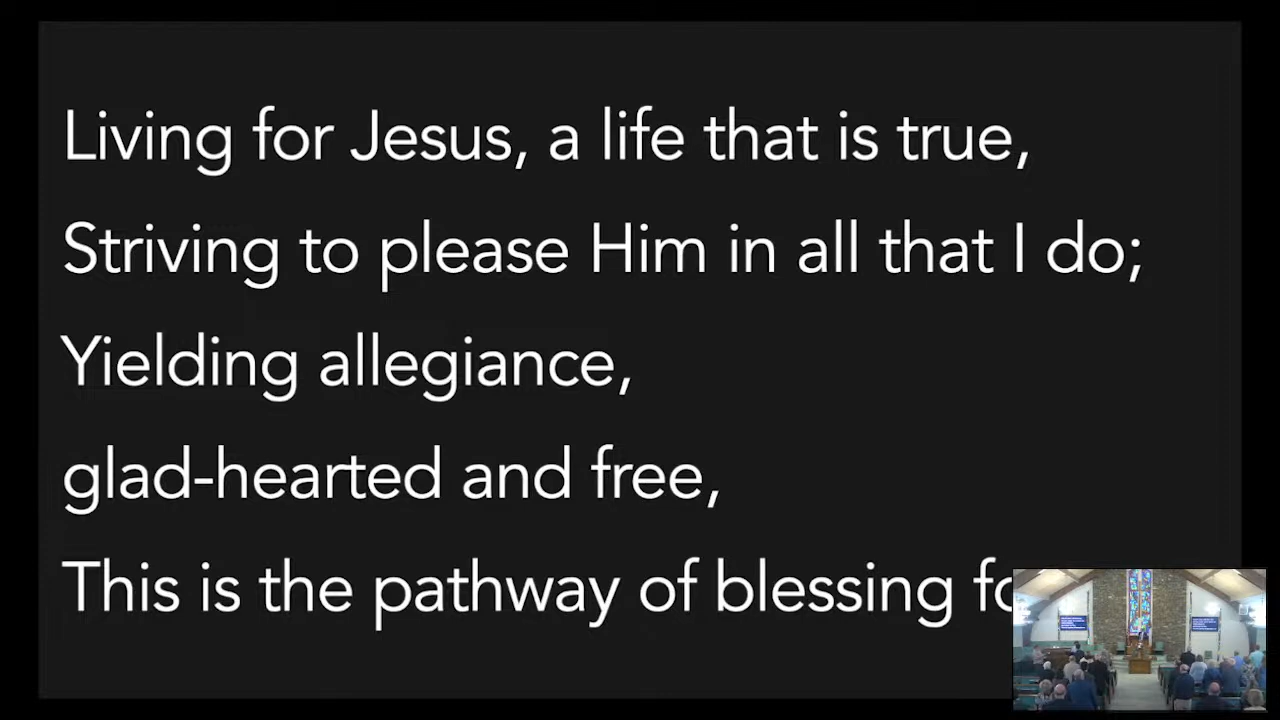 Living for Jesus, a life that is true,
Striving to please Him in all that I do;
Yielding allegiance,
glad-hearted and free,
This is the pathway of blessing